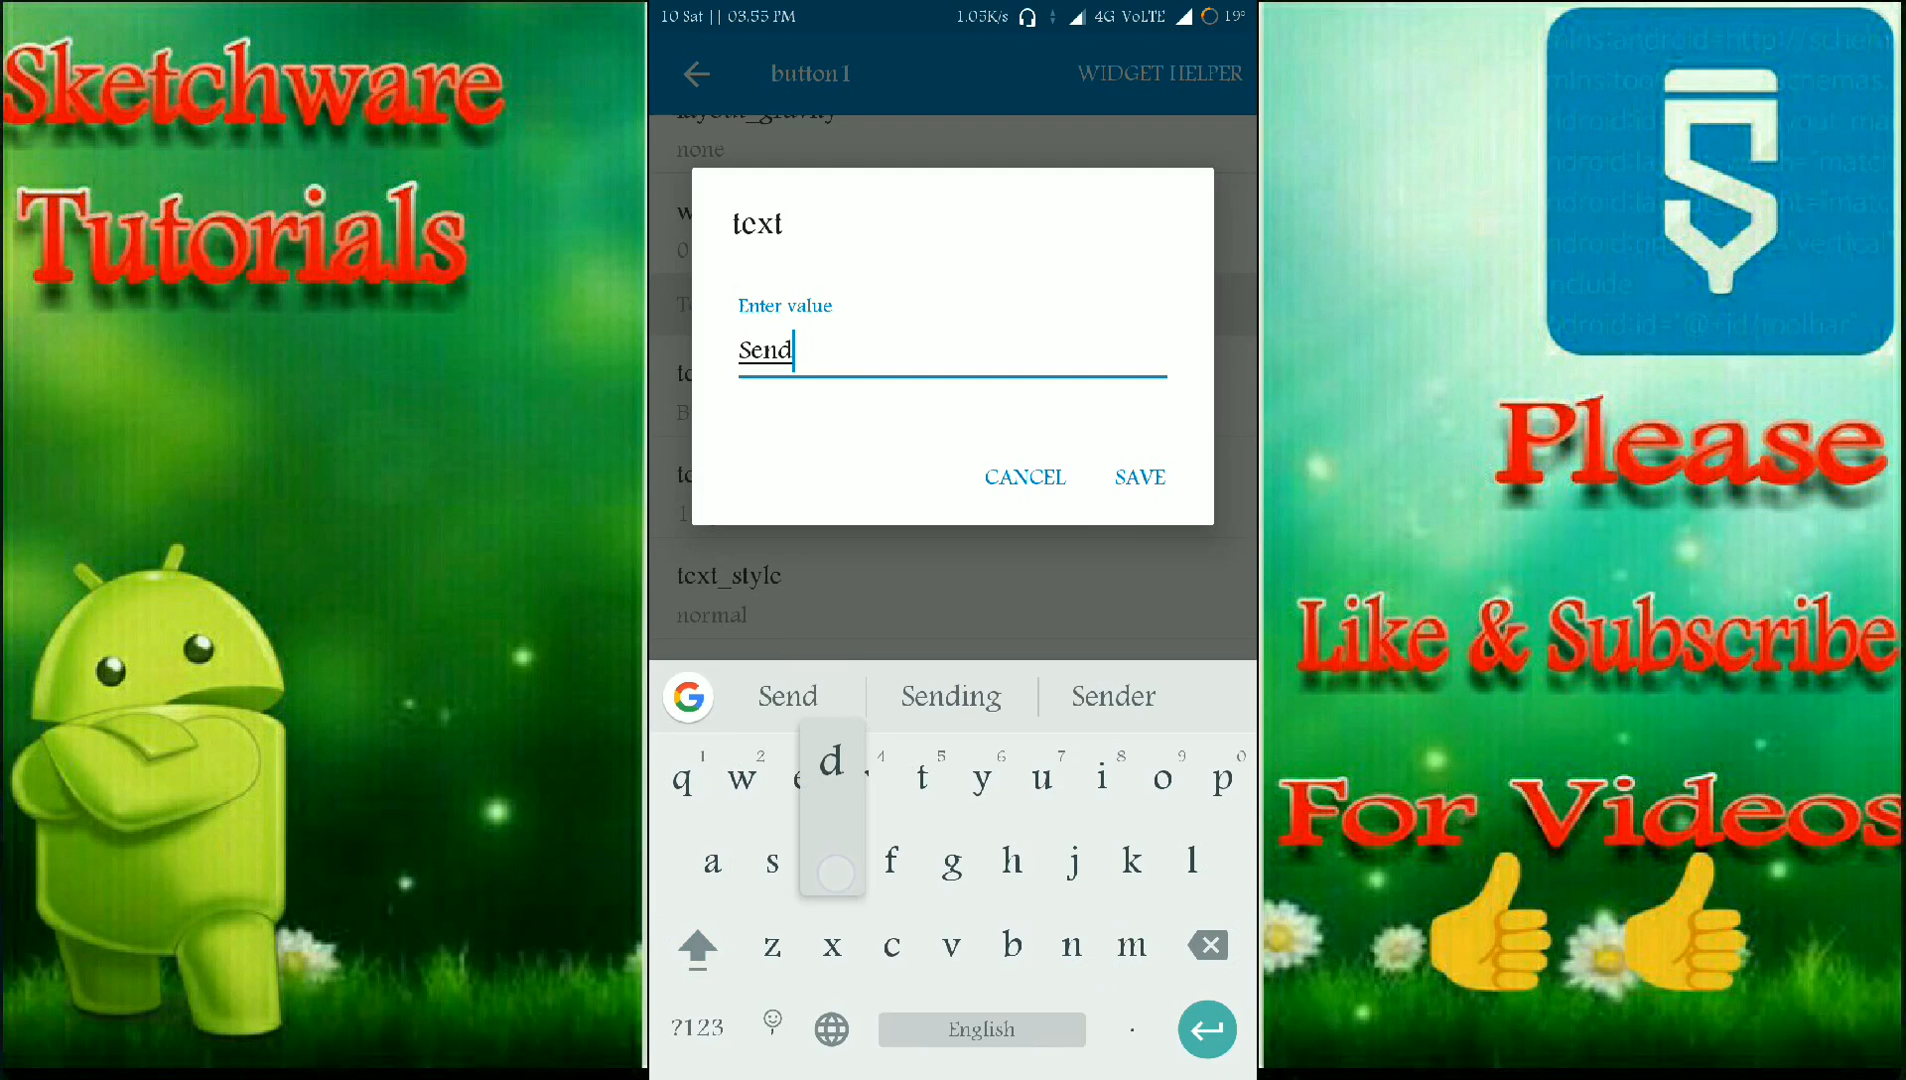 Sketchware
Tutorials
10 Sat || 03.55 PM
1.05K/s
4G VoLTE
19°
button1
WIDGET HELPER
layout_gravity
none
0
text
Enter value
Send
CANCEL
SAVE
text_style
normal
Send
Sending
Sender
1 2 4 5 6 7 8 9 0
q w e t y u i o p
d
a s f g h j k l
z x c v b n m
?123
English
.
Please
Like & Subscribe
For Videos